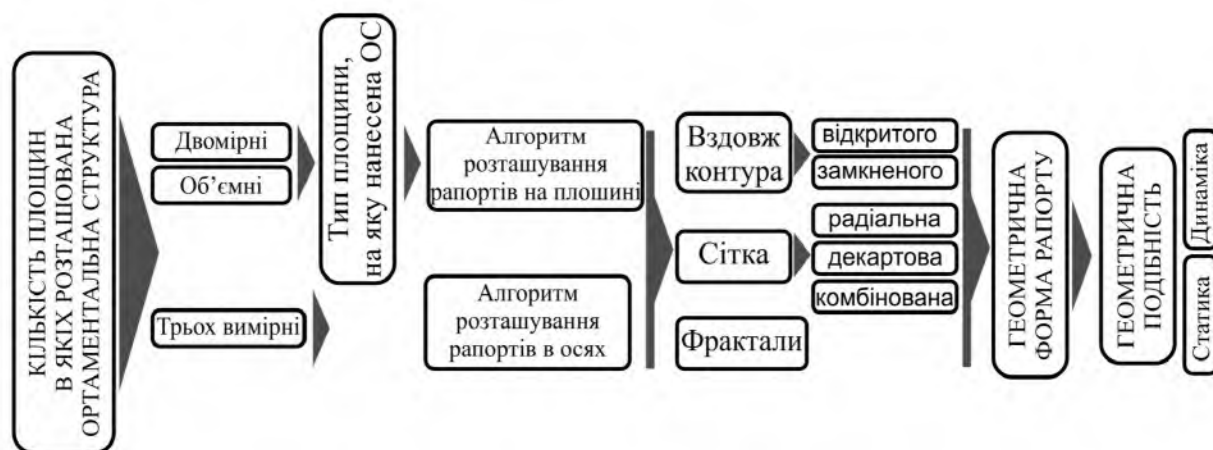 КІЛЬКІСТЬ ПЛОЩИН
В ЯКИХ РОЗТАШОВАНА
ОРТАМЕНТАЛЬНА СТРУКТУРА
Двомірні
Об’ємні
Трьох вимірні
Тип площини,
на яку нанесена ОС
Алгоритм
розташування
рапортів на плошині
Алгоритм
розташування
рапортів в осях
Вздовж
контура
Сітка
Фрактали
відкритого
замкненого
радіальна
декартова
комбінована
ГЕОМЕТРИЧНА
ФОРМА РАПОРТУ
ГЕОМЕТРИЧНА
ПОДІБНІСТЬ
Динаміка
Статика